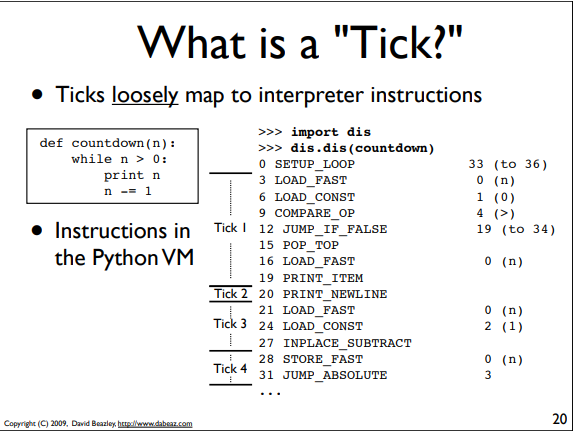 What is a "Tick?"
• Ticks loosely map to interpreter instructions
def countdown(n):
    while n > 0:
        print n
        n -= 1
• Instructions in
the Python VM
>>> import dis
>>> dis.dis(countdown)
0 SETUP_LOOP 33 (to 36)
3 LOAD_FAST 0 (n)
6 LOAD_CONST 1 (0)
9 COMPARE_OP 4 (>)
Tick 1 12 JUMP_IF_FALSE 19 (to 34)
15 POP_TOP
16 LOAD_FAST 0 (n)
19 PRINT_ITEM
Tick 2 20 PRINT_NEWLINE
21 LOAD_FAST 0 (n)
Tick 3 24 LOAD_CONST 2 (1)
27 INPLACE_SUBTRACT
28 STORE_FAST 0 (n)
Tick 4 31 JUMP_ABSOLUTE 3
...
Copyright (C) 2009, David Beazley, http://www.dabeaz.com
20